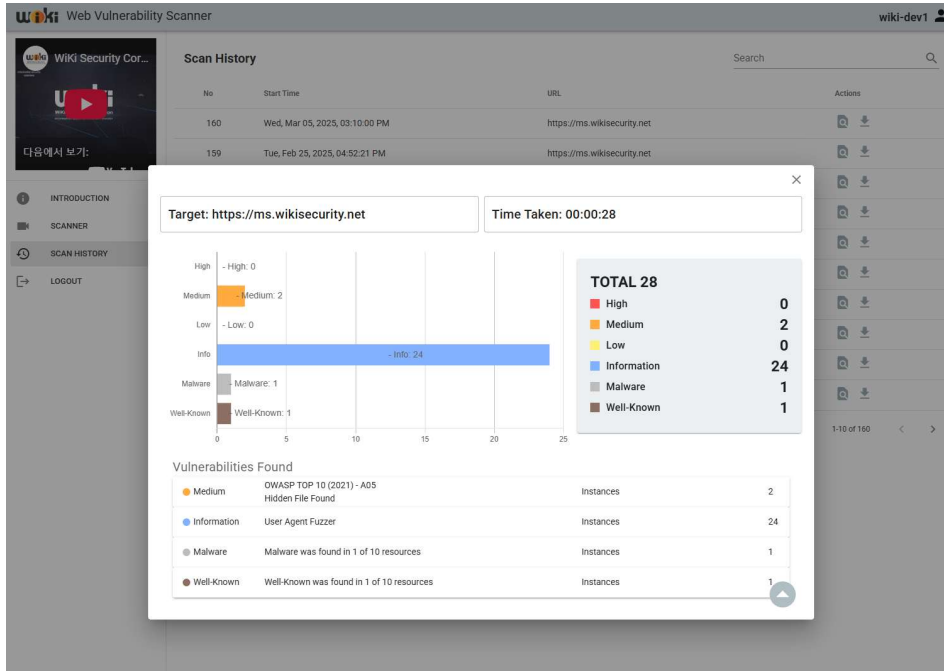 wiki Web Vulnerability Scanner
wiki-dev1
WiKi Security Cor...
다음에서 보기:
INTRODUCTION
SCANNER
SCAN HISTORY
LOGOUT
Scan History
Search
No Start Time URL Actions
160 Wed, Mar 05, 2025, 03:10:00 PM https://ms.wikisecurity.net
159 Tue, Feb 25, 2025, 04:52:21 PM https://ms.wikisecurity.net
1-10 of 160
Target: https://ms.wikisecurity.net
Time Taken: 00:00:28
High - High: 0
Medium - Medium: 2
Low - Low: 0
Info - Info: 24
Malware - Malware: 1
Well-Known - Well-Known: 1
0 5 10 15 20 25
TOTAL 28
High 0
Medium 2
Low 0
Information 24
Malware 1
Well-Known 1
Vulnerabilities Found
Medium OWASP TOP 10 (2021) - A05 Instances 2
Hidden File Found
Information User Agent Fuzzer Instances 24
Malware Malware was found in 1 of 10 resources Instances 1
Well-Known Well-Known was found in 1 of 10 resources Instances 1